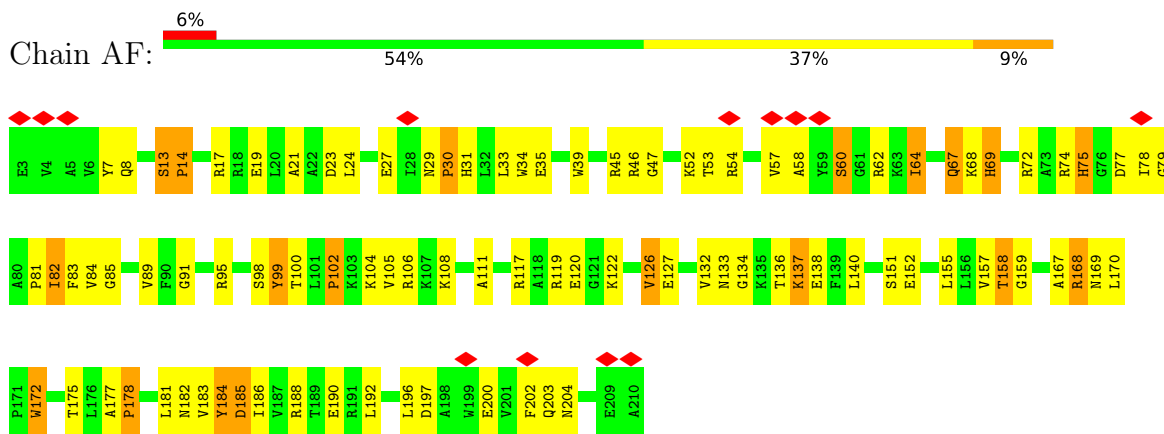 6%
Chain AF:
54% 37% 9%
E3 V4 A5 V6 Y7 Q8 S13 P14 R17 R18 E19 L20 A21 A22 D23 L24 E27 I28 N29 P30 H31 L32 L33 W34 E35 W39 R45 R46 G47 K52 T53 R54 V57 A58 Y59 S60 G61 R62 K63 I64 Q67 K68 H69 R72 A73 R74 H75 G76 D77 I78 G79
A80 P81 I82 F83 V84 G85 V89 F90 G91 R95 S98 Y99 T100 L101 P102 K103 K104 V105 R106 K107 K108 A111 R117 A118 R119 E120 G121 K122 V126 E127 V132 N133 G134 K135 T136 K137 E138 F139 L140 S151 E152 L155 L156 V157 T158 G159 A167 R168 N169 L170
P171 W172 T175 L176 A177 P178 L181 N182 V183 Y184 D185 I186 V187 R188 T189 E190 R191 L192 L196 D197 A198 W199 E200 V201 F202 Q203 N204 E209 A210